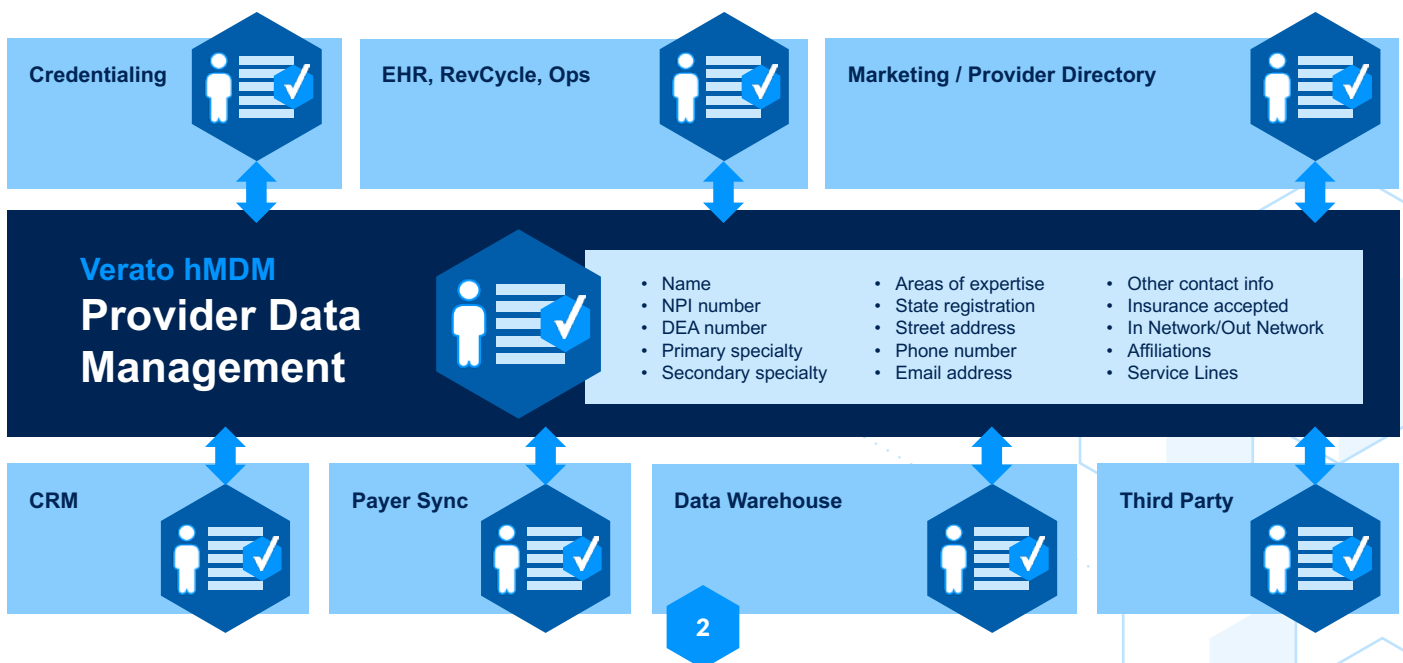 Credentialing
EHR, RevCycle, Ops
Marketing / Provider Directory
Verato hMDM
Provider Data
Management
• Name
• NPI number
• DEA number
• Primary specialty
• Secondary specialty
• Areas of expertise
• State registration
• Street address
• Phone number
• Email address
• Other contact info
• Insurance accepted
• In Network/Out Network
• Affiliations
• Service Lines
CRM
Payer Sync
Data Warehouse
Third Party
2